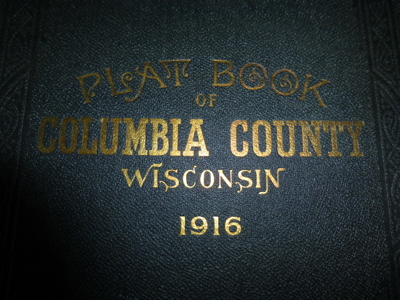 PLAT BOOK
OF
COLUMBIA COUNTY
WISCONSIN
1916